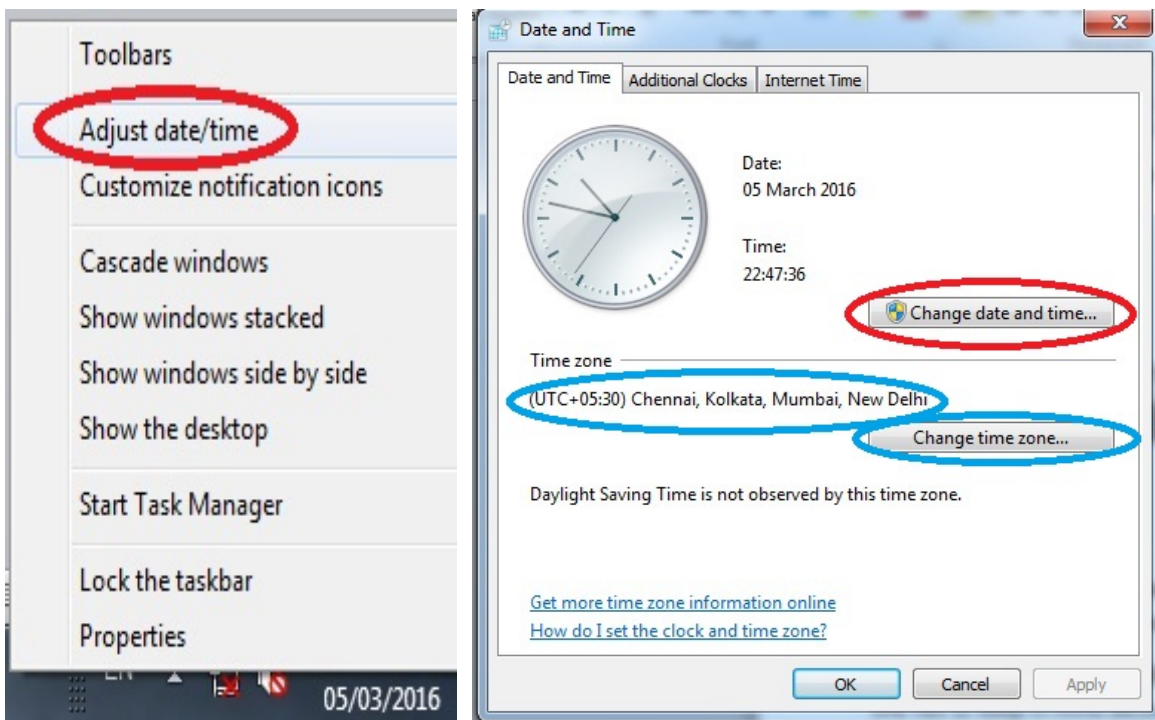 Toolbars
Adjust date/time
Customize notification icons
Cascade windows
Show windows stacked
Show windows side by side
Show the desktop
Start Task Manager
Lock the taskbar
Properties
05/03/2016
Date and Time
Date and Time Additional Clocks Internet Time
Date:
05 March 2016
Time:
22:47:36
Change date and time...
Time zone
(UTC+05:30) Chennai, Kolkata, Mumbai, New Delhi
Change time zone...
Daylight Saving Time is not observed by this time zone.
Get more time zone information online
How do I set the clock and time zone?
OK Cancel Apply